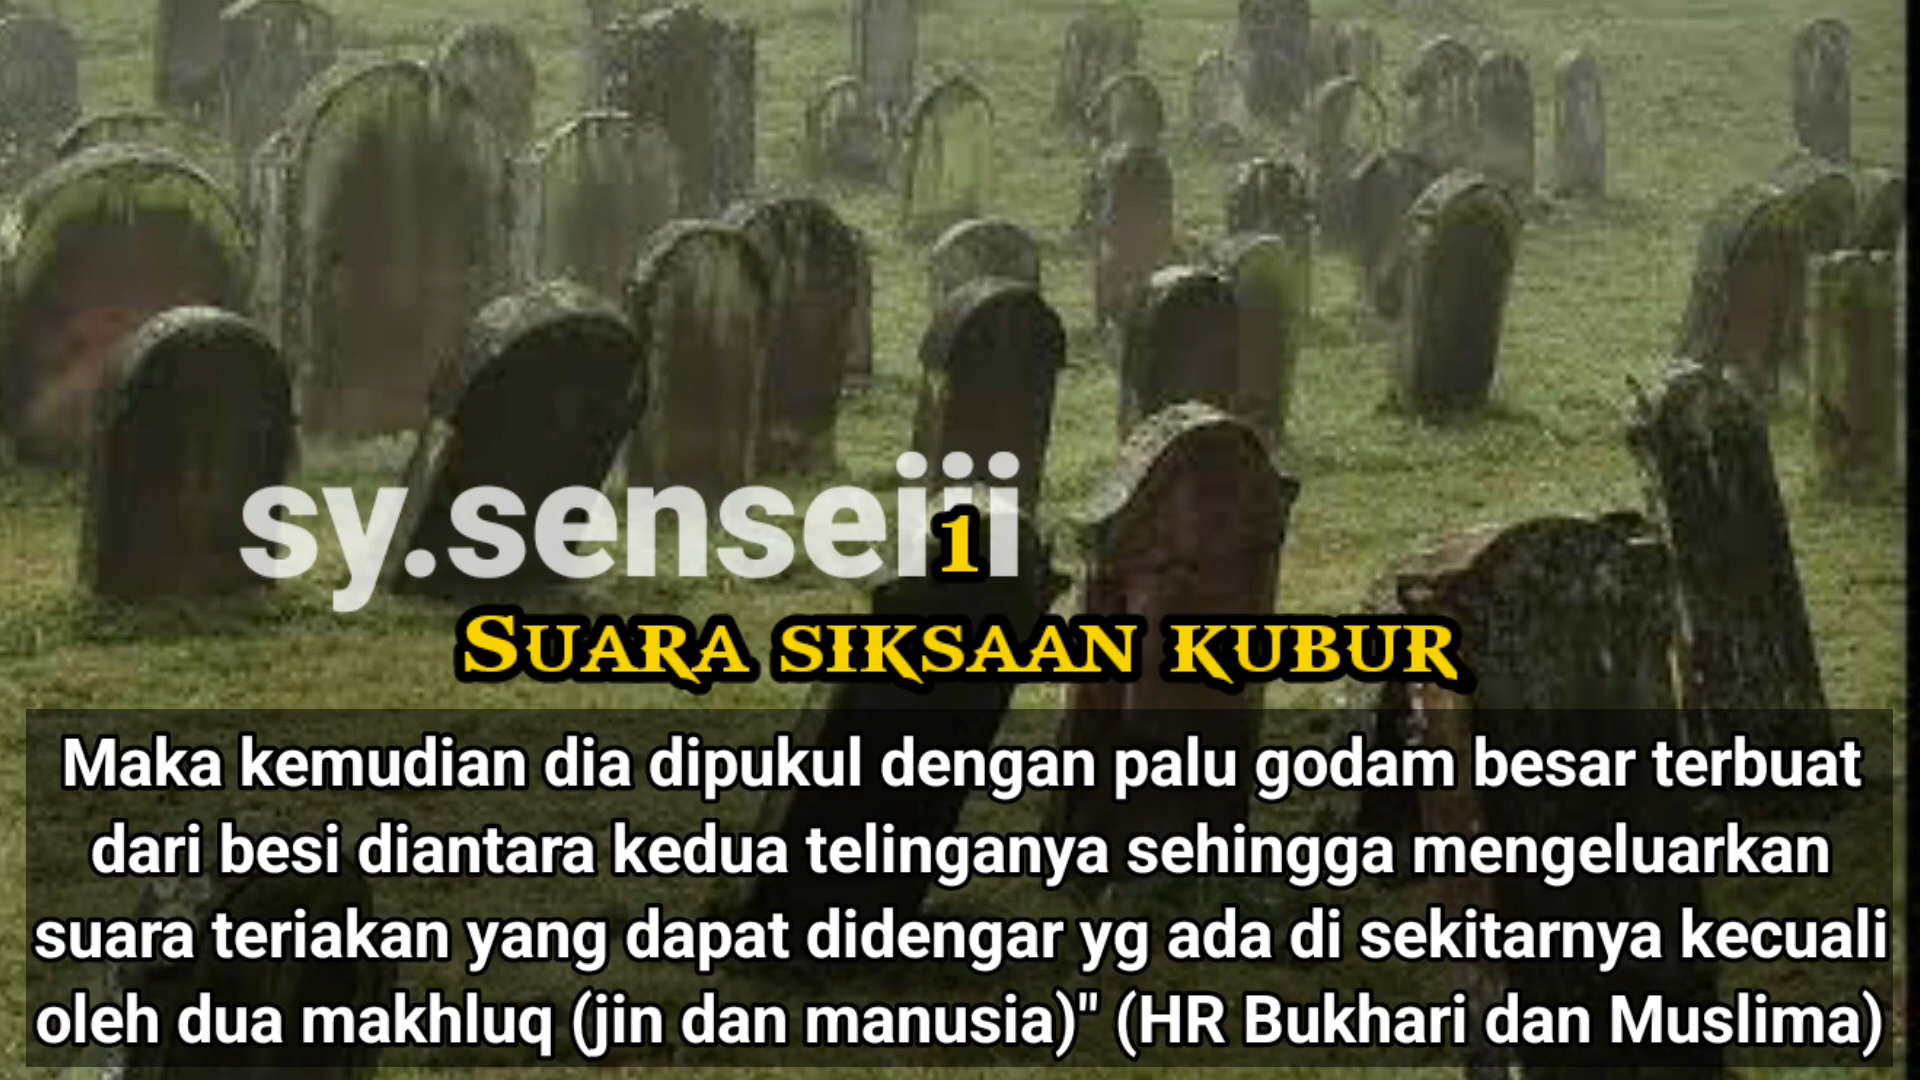 sy.senseiii
1
Suara siksaan kubur
Maka kemudian dia dipukul dengan palu godam besar terbuat
dari besi diantara kedua telinganya sehingga mengeluarkan
suara teriakan yang dapat didengar yg ada di sekitarnya kecuali
oleh dua makhluq (jin dan manusia)" (HR Bukhari dan Muslima)